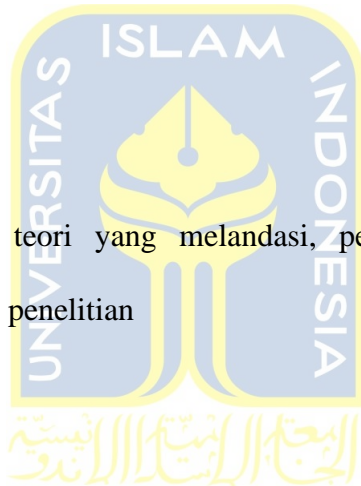 ISLAM
UNIVERSITAS
INDONESIA
teori yang melandasi, pe
penelitian